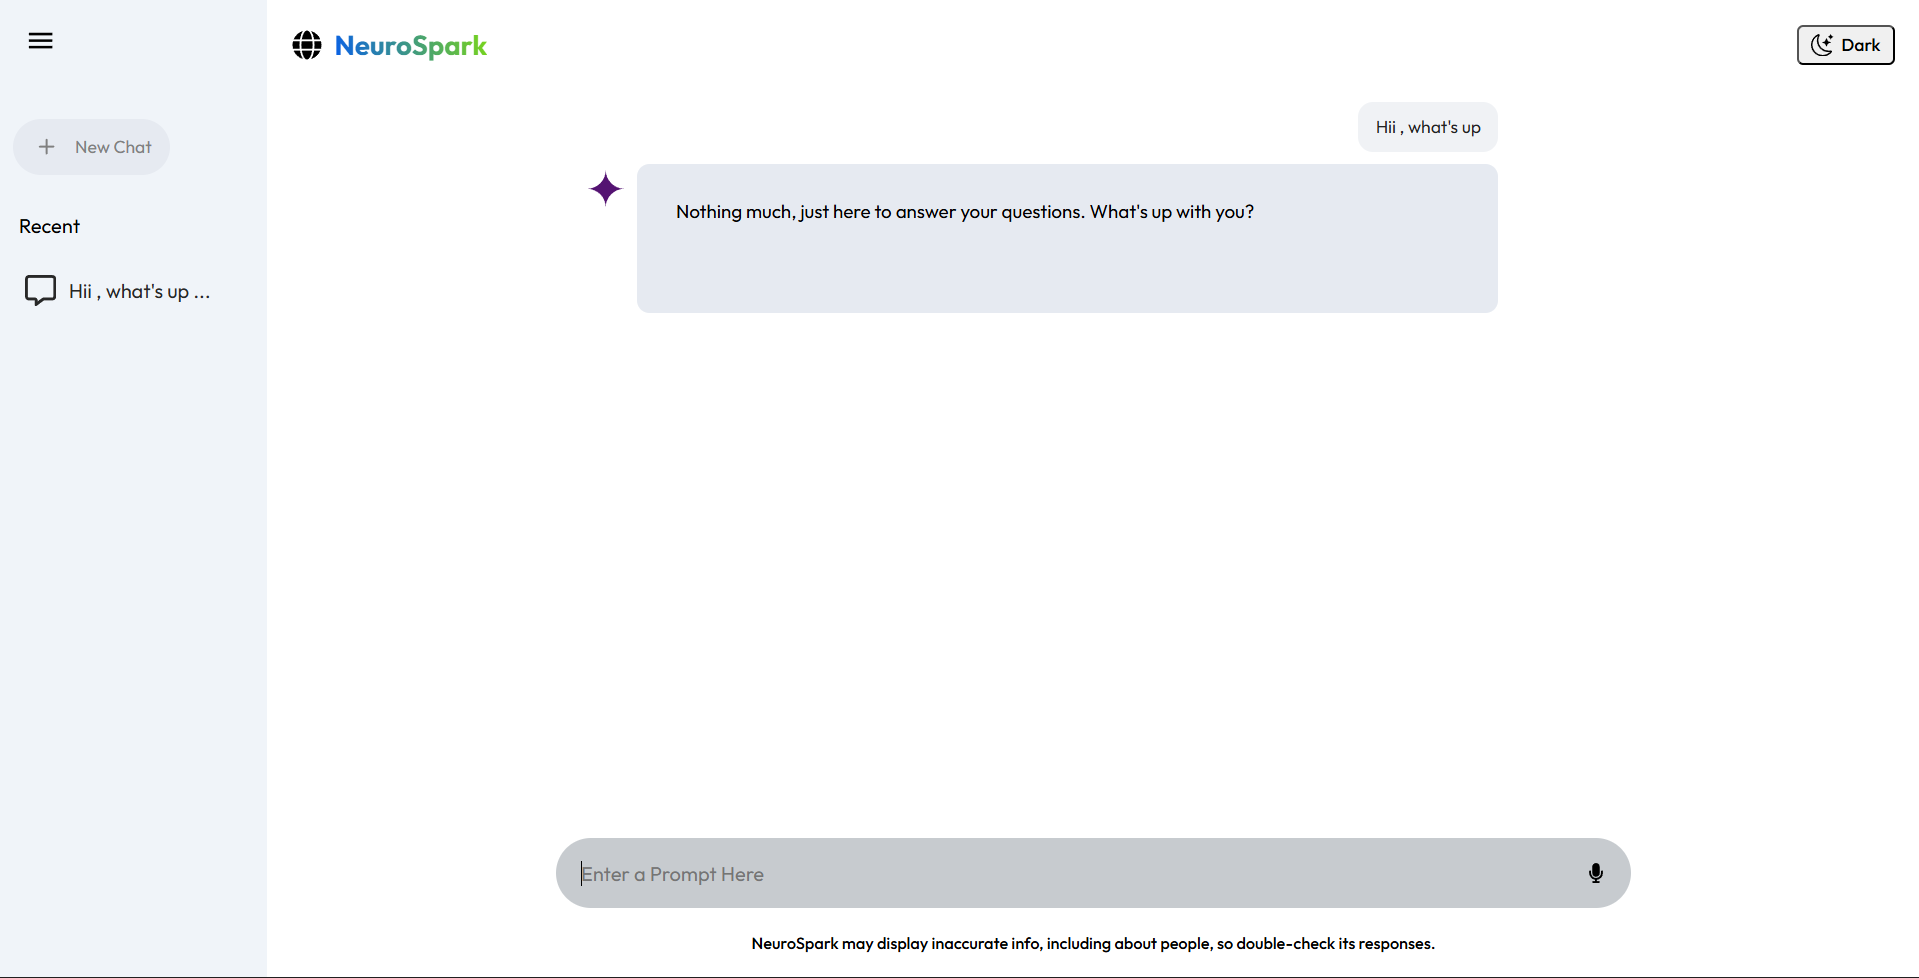 NeuroSpark
Dark
New Chat
Recent
Hii , what's up ...
Hii , what's up
Nothing much, just here to answer your questions. What's up with you?
Enter a Prompt Here
NeuroSpark may display inaccurate info, including about people, so double-check its responses.